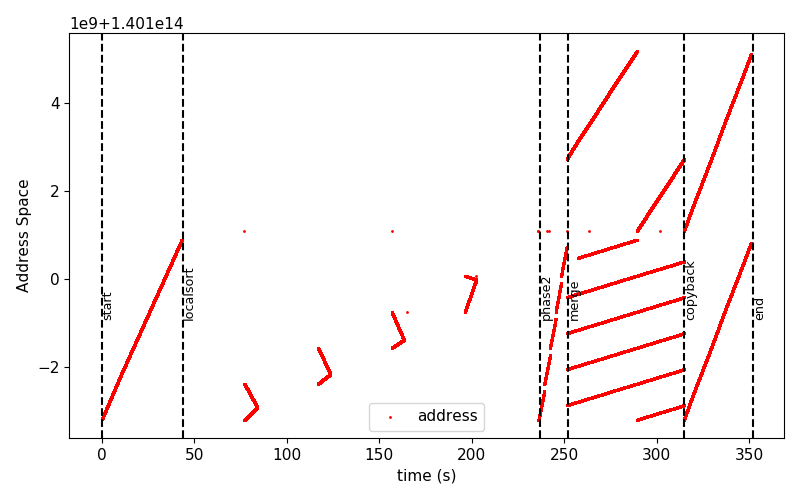 1e9+1.401e14
Address Space
4
2
0
−2
start
localsort
phase2
merge
copyback
end
address
0 50 100 150 200 250 300 350
time (s)